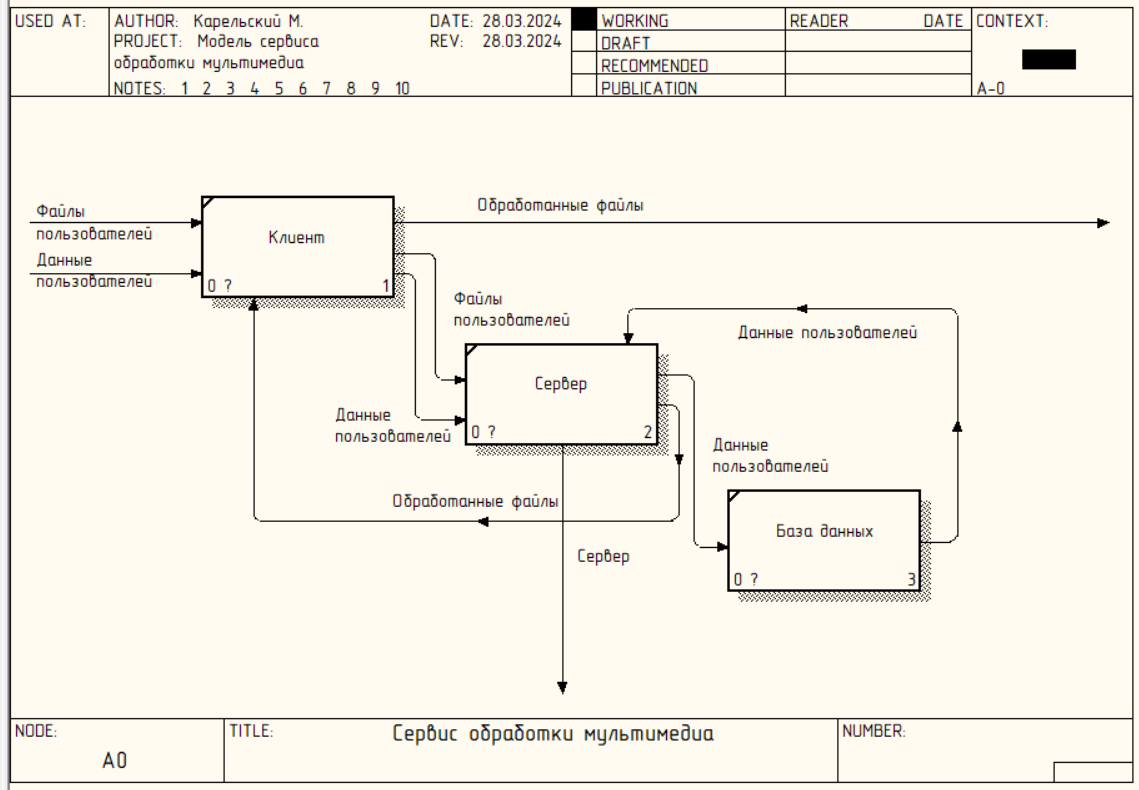 USED AT:
AUTHOR: Карельский М.
DATE: 28.03.2024
PROJECT: Модель сервиса
REV: 28.03.2024
обработки мультимедиа
NOTES: 1 2 3 4 5 6 7 8 9 10
WORKING
DRAFT
RECOMMENDED
PUBLICATION
READER DATE
CONTEXT:
A-0
Файлы
пользователей
Данные
пользователей
Клиент
0 ? 1
Обработанные файлы
Файлы
пользователей
Данные пользователей
Сервер
0 ? 2
Данные
пользователей
Данные
пользователей
Обработанные файлы
База данных
0 ? 3
Сервер
NODE:
A0
TITLE:
Сервис обработки мультимедиа
NUMBER: